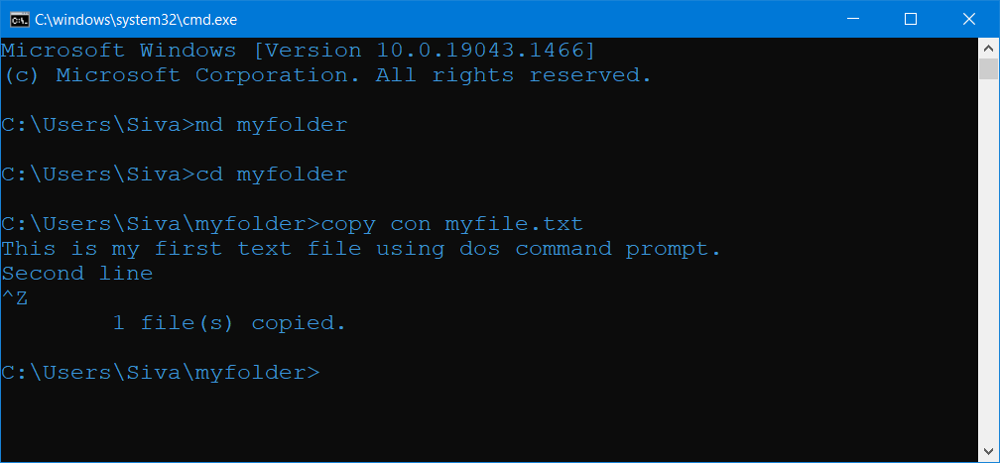 C:\windows\system32\cmd.exe
Microsoft Windows [Version 10.0.19043.1466]
(c) Microsoft Corporation. All rights reserved.
C:\Users\Siva>md myfolder
C:\Users\Siva>cd myfolder
C:\Users\Siva\myfolder>copy con myfile.txt
This is my first text file using dos command prompt.
Second line
^Z
        1 file(s) copied.
C:\Users\Siva\myfolder>